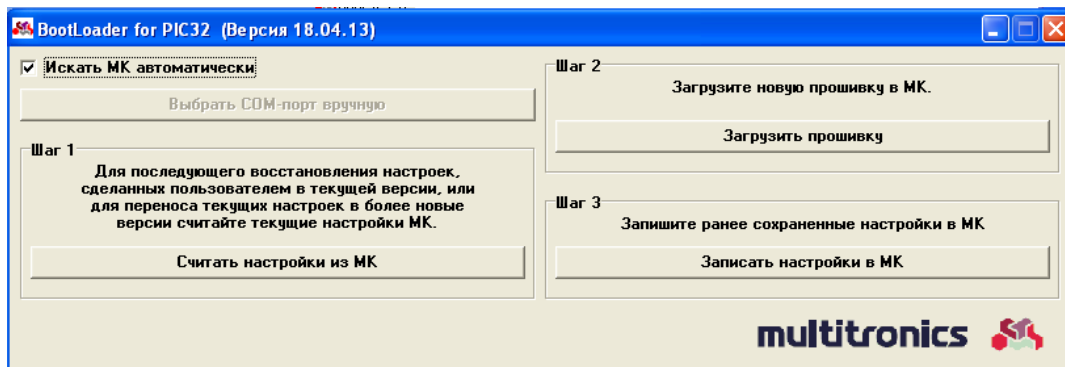 BootLoader for PIC32 (Версия 18.04.13)
Искать МК автоматически
Выбрать COM-порт вручную
Шаг 1
Для последующего восстановления настроек,
сделанных пользователем в текущей версии, или
для переноса текущих настроек в более новые
версии считайте текущие настройки МК.
Считать настройки из МК
Шаг 2
Загрузите новую прошивку в МК.
Загрузить прошивку
Шаг 3
Запишите ранее сохраненные настройки в МК
Записать настройки в МК
multitronics